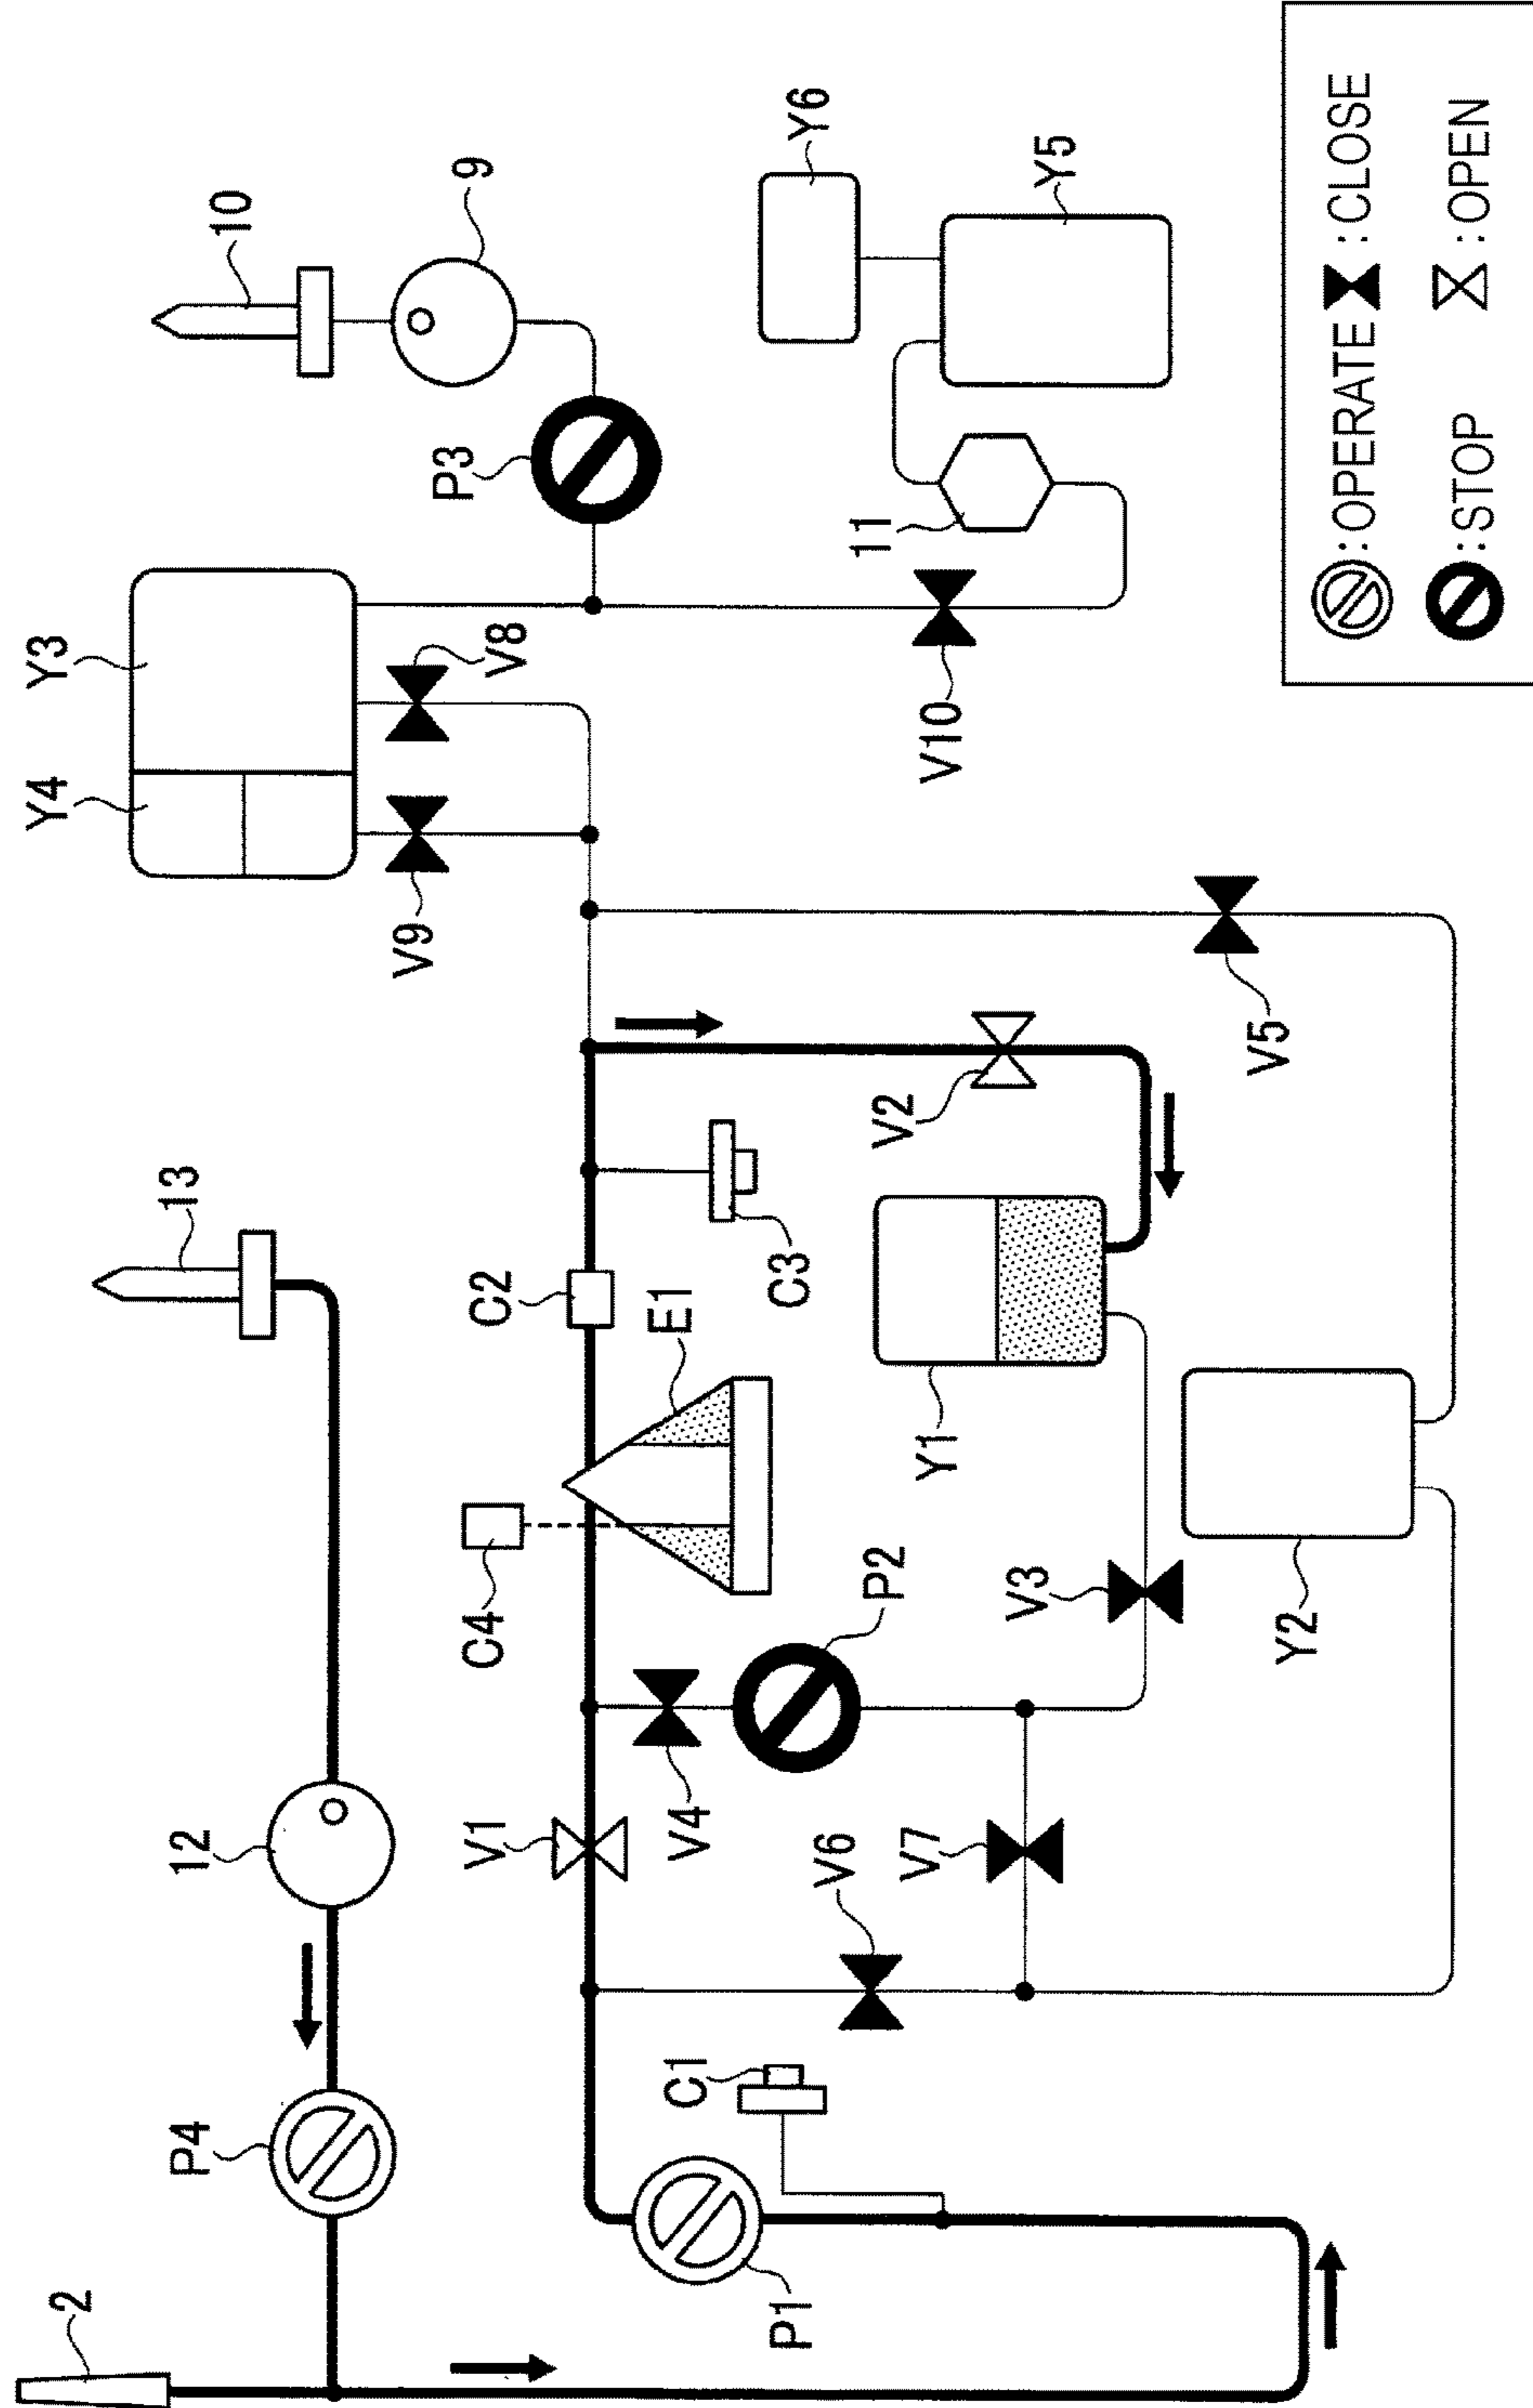 2
P4
12
13
Y4
Y3
10
9
P3
V9
V8
Y6
Y5
11
V10
C4
C2
E1
C3
V1
V4
P2
V2
Y1
V5
P1
C1
V6
V7
V3
Y2
:OPERATE :CLOSE
:STOP :OPEN